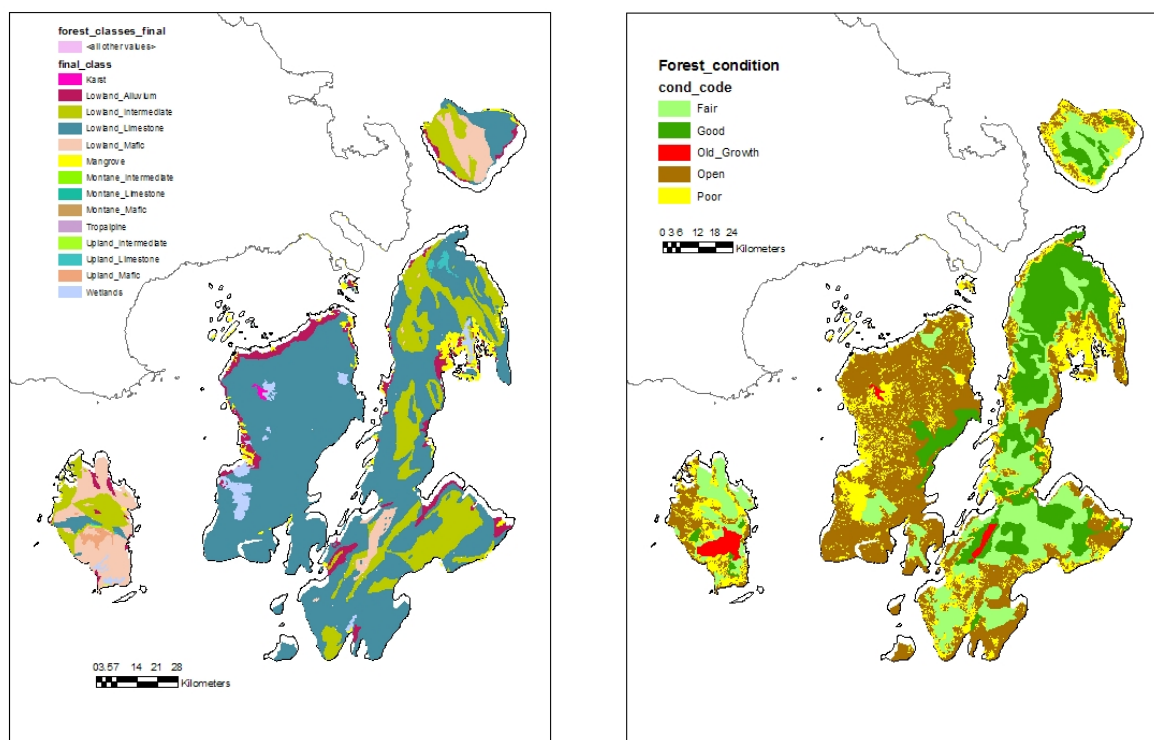 forest_classes_final
<all other values>
final_class
Karst
Lowland_Alluvium
Lowland_Intermediate
Lowland_Limestone
Lowland_Mafic
Mangrove
Montane_Intermediate
Montane_Limestone
Montane_Mafic
Tropalpine
Upland_Intermediate
Upland_Limestone
Upland_Mafic
Wetlands
03.57 14 21 28
Kilometers
Forest_condition
cond_code
Fair
Good
Old_Growth
Open
Poor
0 3 6 12 18 24
Kilometers